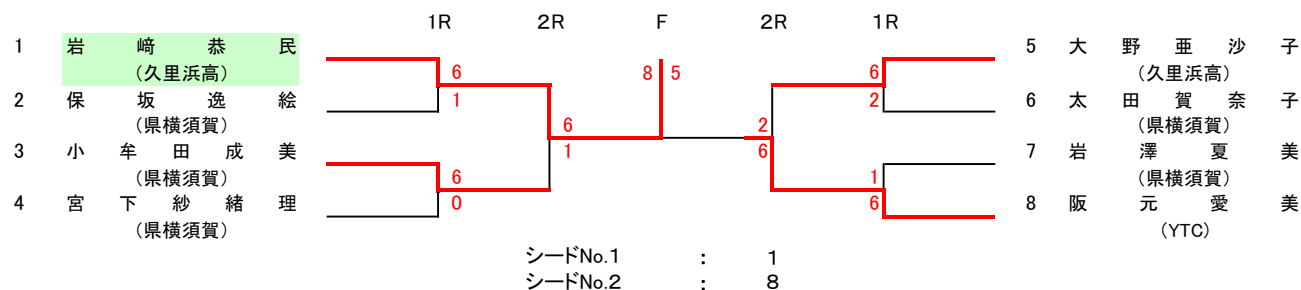 1R 2R F 2R 1R
1 岩﨑恭民 5 大野亜沙子
(久里浜高) 6 8 5 6 (久里浜高)
2 保坂逸絵 1 2 6 太田賀奈子
(県横須賀) 6 2 (県横須賀)
3 小牟田成美 1 6 7 岩澤夏美
(県横須賀) 6 1 (県横須賀)
4 宮下紗緒理 0 6 8 阪元愛美
(県横須賀) (YTC)
シードNo.1 : 1
シードNo.2 : 8